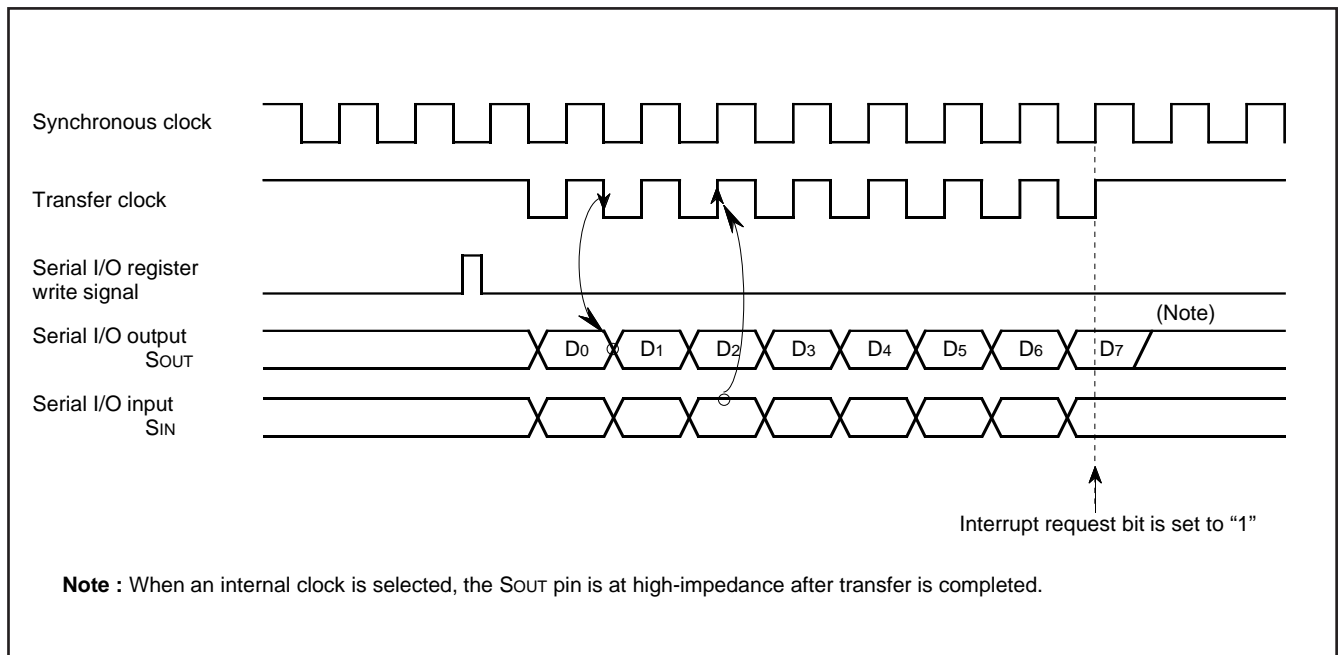 Synchronous clock
Transfer clock
Serial I/O register
write signal
(Note)
Serial I/O output
SOUT
D0 D1 D2 D3 D4 D5 D6 D7
Serial I/O input
SIN
Interrupt request bit is set to “1”
Note : When an internal clock is selected, the SOUT pin is at high-impedance after transfer is completed.